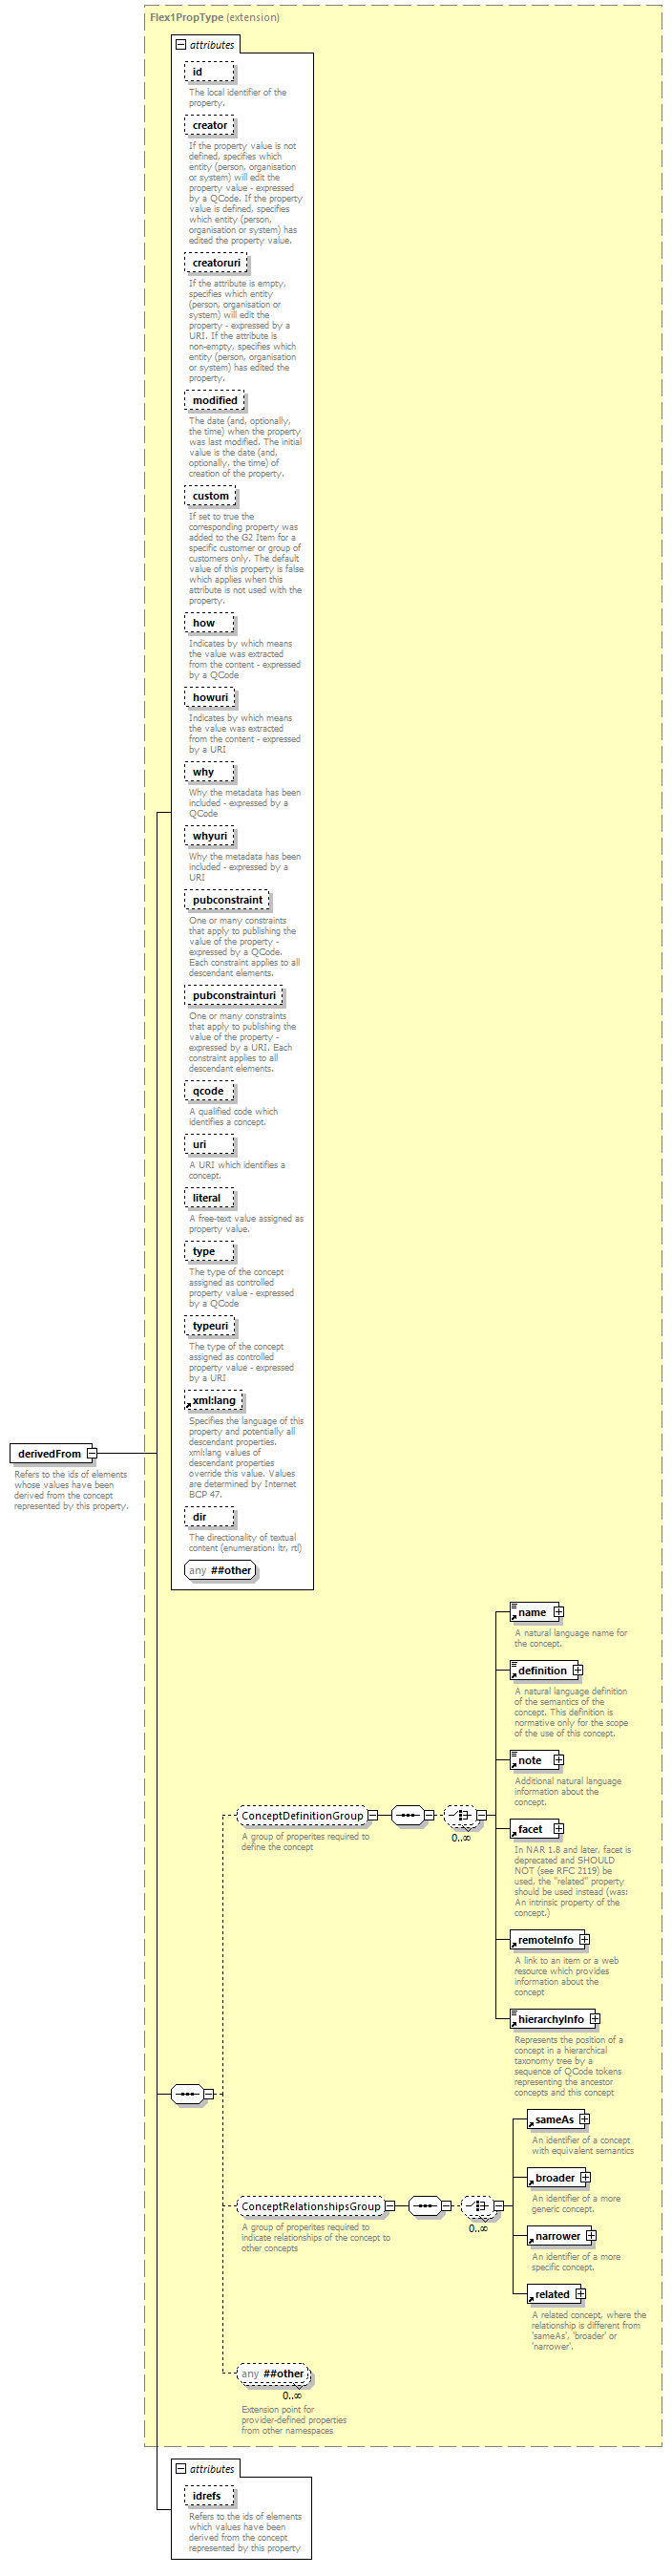 Flex1PropType (extension)
attributes
id
The local identifier of the
property.
creator
If the property value is not
defined, specifies which
entity (person, organisation
or system) will edit the
property value - expressed
by a QCode. If the property
value is defined, specifies
which entity (person,
organisation or system) has
edited the property value.
creatoruri
If the attribute is empty,
specifies which entity
(person, organisation or
system) will edit the
property - expressed by a
URI. If the attribute is
non-empty, specifies which
entity (person, organisation
or system) has edited the
property.
modified
The date (and, optionally,
the time) when the property
was last modified. The initial
value is the date (and,
optionally, the time) of
creation of the property.
custom
If set to true the
corresponding property was
added to the G2 Item for a
specific customer or group of
customers only. The default
value of this property is false
which applies when this
attribute is not used with the
property.
how
Indicates by which means
the value was extracted
from the content - expressed
by a QCode
howuri
Indicates by which means
the value was extracted
from the content - expressed
by a URI
why
Why the metadata has been
included - expressed by a
QCode
whyuri
Why the metadata has been
included - expressed by a
URI
pubconstraint
One or many constraints
that apply to publishing the
value of the property -
expressed by a QCode.
Each constraint applies to all
descendant elements.
pubconstrainturi
One or many constraints
that apply to publishing the
value of the property -
expressed by a URI. Each
constraint applies to all
descendant elements.
qcode
A qualified code which
identifies a concept.
uri
A URI which identifies a
concept.
literal
A free-text value assigned as
property value.
type
The type of the concept
assigned as controlled
property value - expressed
by a QCode
typeuri
The type of the concept
assigned as controlled
property value - expressed
by a URI
xml:lang
Specifies the language of this
property and potentially all
descendant properties.
xml:lang values of
descendant properties
override this value. Values
are determined by Internet
BCP 47.
dir
The directionality of textual
content (enumeration: ltr, rtl)
any ##other
derivedFrom
Refers to the ids of elements
whose values have been
derived from the concept
represented by this property.
name
A natural language name for
the concept.
definition
A natural language definition
of the semantics of the
concept. This definition is
normative only for the scope
of the use of this concept.
note
Additional natural language
information about the
concept.
ConceptDefinitionGroup
0..∞
A group of properites required to
define the concept
facet
In NAR 1.8 and later, facet is
deprecated and SHOULD
NOT (see RFC 2119) be
used, the "related" property
should be used instead (was:
An intrinsic property of the
concept.)
remoteInfo
A link to an item or a web
resource which provides
information about the
concept
hierarchyInfo
Represents the position of a
concept in a hierarchical
taxonomy tree by a
sequence of QCode tokens
representing the ancestor
concepts and this concept
sameAs
An identifier of a concept
with equivalent semantics
broader
An identifier of a more
generic concept.
ConceptRelationshipsGroup
0..∞
A group of properites required to
indicate relationships of the concept to
other concepts
narrower
An identifier of a more
specific concept.
related
A related concept, where the
relationship is different from
'sameAs', 'broader' or
'narrower'.
any ##other
0..∞
Extension point for
provider-defined properties
from other namespaces
attributes
idrefs
Refers to the ids of elements
which values have been
derived from the concept
represented by this property